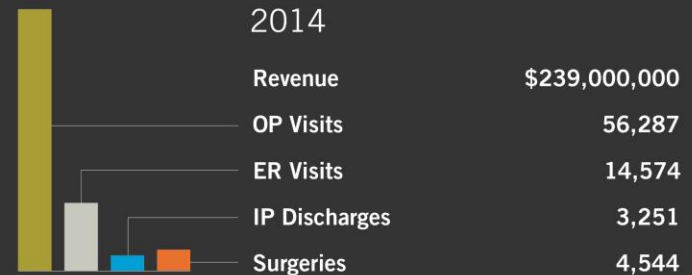 2014
Revenue $239,000,000
OP Visits 56,287
ER Visits 14,574
IP Discharges 3,251
Surgeries 4,544